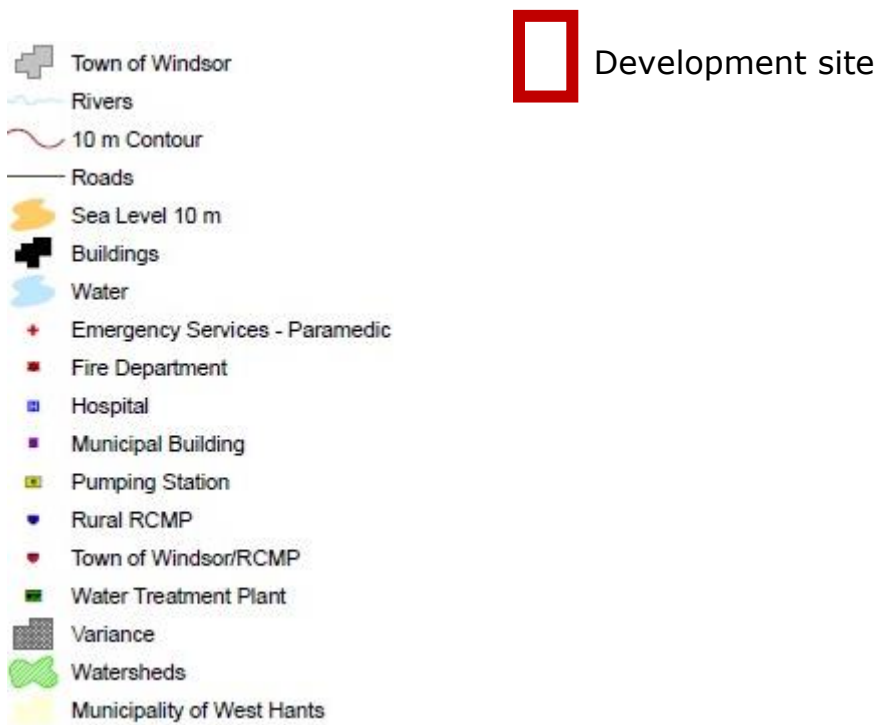 Development site
Town of Windsor
Rivers
10 m Contour
Roads
Sea Level 10 m
Buildings
Water
Emergency Services - Paramedic
Fire Department
H
Hospital
Municipal Building
Pumping Station
Rural RCMP
Town of Windsor/RCMP
Water Treatment Plant
Variance
Watersheds
Municipality of West Hants